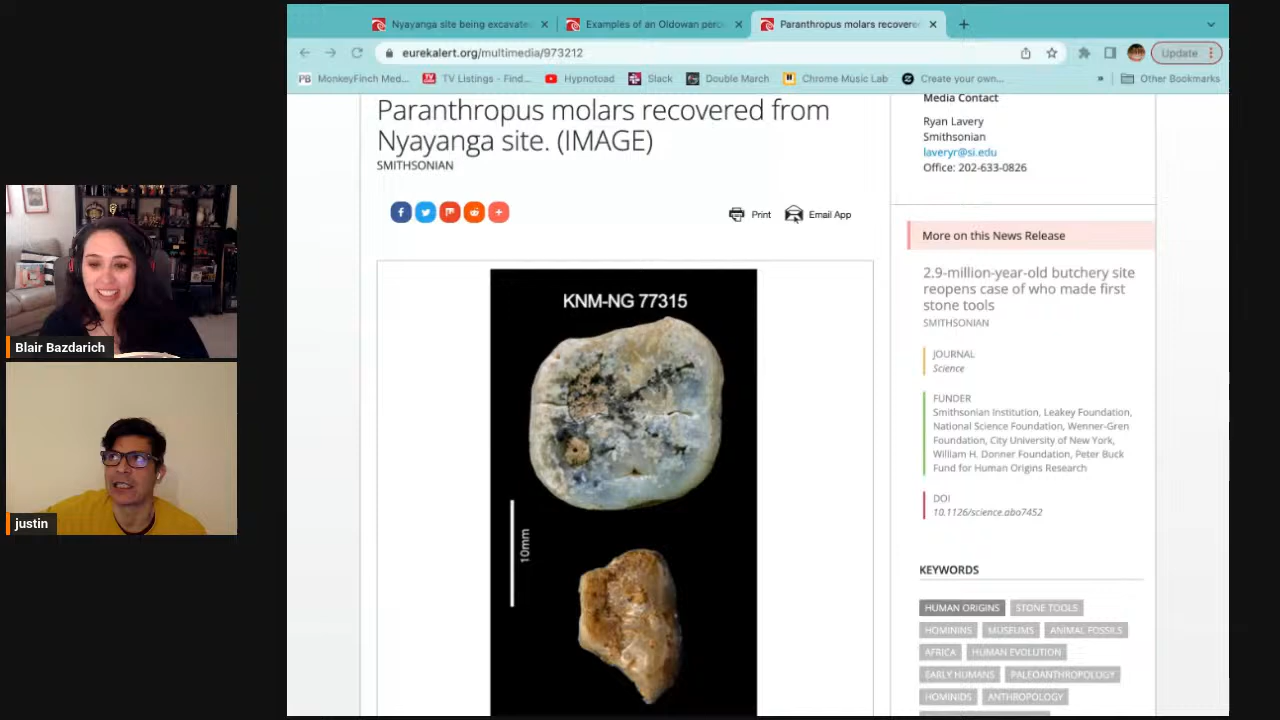 Nyayanga site being excavate
Examples of an Oldowan perc
Paranthropus molars recovere
eurekalert.org/multimedia/973212
Update
PB MonkeyFinch Med...
TV Listings - Find...
Hypnotoad
Slack
Double March
Chrome Music Lab
Create your own...
»
Other Bookmarks
Paranthropus molars recovered from
Nyayanga site. (IMAGE)
SMITHSONIAN
Print
Email App
KNM-NG 77315
10mm
Media Contact
Ryan Lavery
Smithsonian
laveryr@si.edu
Office: 202-633-0826
More on this News Release
2.9-million-year-old butchery site
reopens case of who made first
stone tools
SMITHSONIAN
JOURNAL
Science
FUNDER
Smithsonian Institution, Leakey Foundation,
National Science Foundation, Wenner-Gren
Foundation, City University of New York,
William H. Donner Foundation, Peter Buck
Fund for Human Origins Research
DOI
10.1126/science.abo7452
KEYWORDS
HUMAN ORIGINS STONE TOOLS
HOMININS MUSEUMS ANIMAL FOSSILS
AFRICA HUMAN EVOLUTION
EARLY HUMANS PALEOANTHROPOLOGY
HOMINIDS ANTHROPOLOGY
Blair Bazdarich
justin